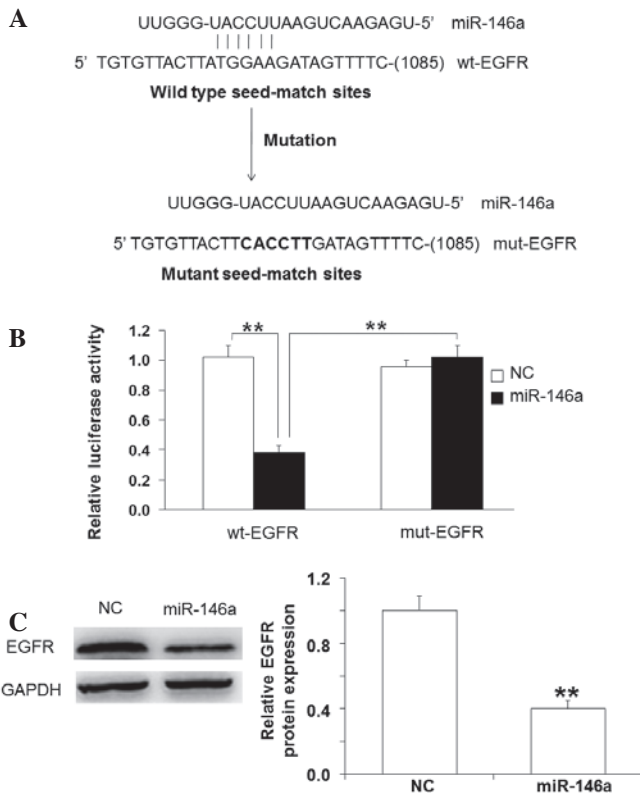 A
UUGGG-UACCUUAAGUCAAGAGU-5' miR-146a
5' TGTGTTACTTATGGAAGATAGTTTTC-(1085) wt-EGFR
Wild type seed-match sites
Mutation
UUGGG-UACCUUAAGUCAAGAGU-5' miR-146a
5' TGTGTTACTTCACCTTGATAGTTTTC-(1085) mut-EGFR
Mutant seed-match sites
B
Relative luciferase activity
1.2
1.0
0.8
0.6
0.4
0.2
0.0
**
**
NC
miR-146a
wt-EGFR
mut-EGFR
C
NC miR-146a
EGFR
GAPDH
Relative EGFR
protein expression
1.2
0.8
0.4
0.0
**
NC
miR-146a